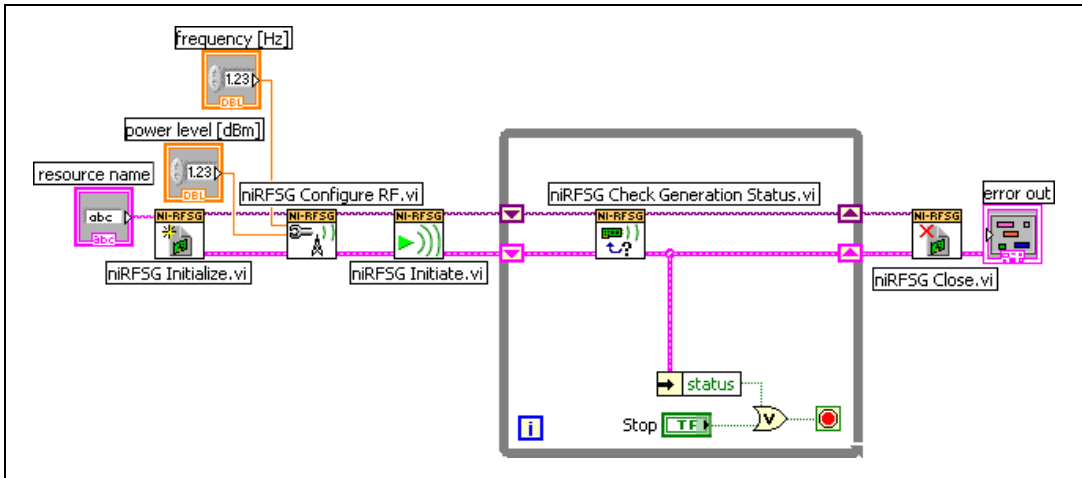 frequency [Hz]
1.23
DBL
power level [dBm]
1.23
DBL
resource name
abc
abc
NI-RFSG
niRFSG Initialize.vi
niRFSG Configure RF.vi
NI-RFSG
NI-RFSG
niRFSG Initiate.vi
niRFSG Check Generation Status.vi
NI-RFSG
?
status
Stop
TF
V
i
NI-RFSG
niRFSG Close.vi
error out